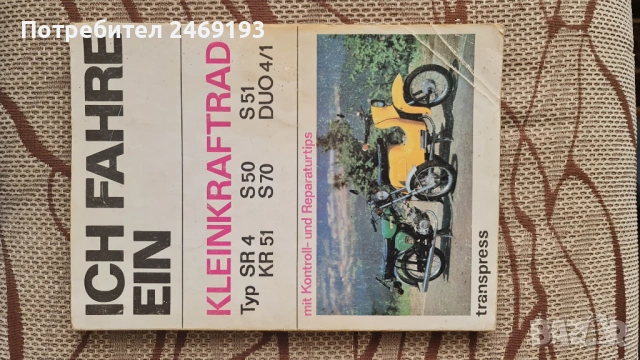 Потребител 2469193
ICH FAHRE
EIN
KLEINKRAFTRAD
Typ SR 4 S 50 S 51
KR 51 S 70 DUO 4/1
mit Kontroll- und Reparaturtips
transpress